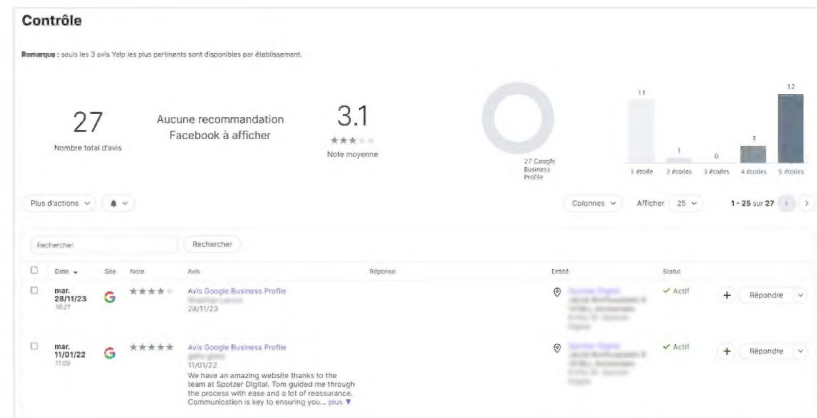 Contrôle
Remarque : seuls les 3 avis Yelp les plus pertinents sont disponibles par établissement.
27
Nombre total d'avis
Aucune recommandation
Facebook à afficher
3.1
Note moyenne
27 Google
Business
Profile
11
1
0
3
12
1 étoile 2 étoiles 3 étoiles 4 étoiles 5 étoiles
Plus d'actions
Colonnes
Afficher 25
1 - 25 sur 27
Rechercher
Rechercher
Date Site Note Avis Réponse Entité Statut
mar.
28/11/23
16:21
Avis Google Business Profile
28/11/23
Actif
Répondre
mar.
11/01/22
11:09
Avis Google Business Profile
11/01/22
We have an amazing website thanks to the
team at Spotzer Digital. Tom guided me through
the process with ease and a lot of reassurance.
Communication is key to ensuring you... plus
Actif
Répondre